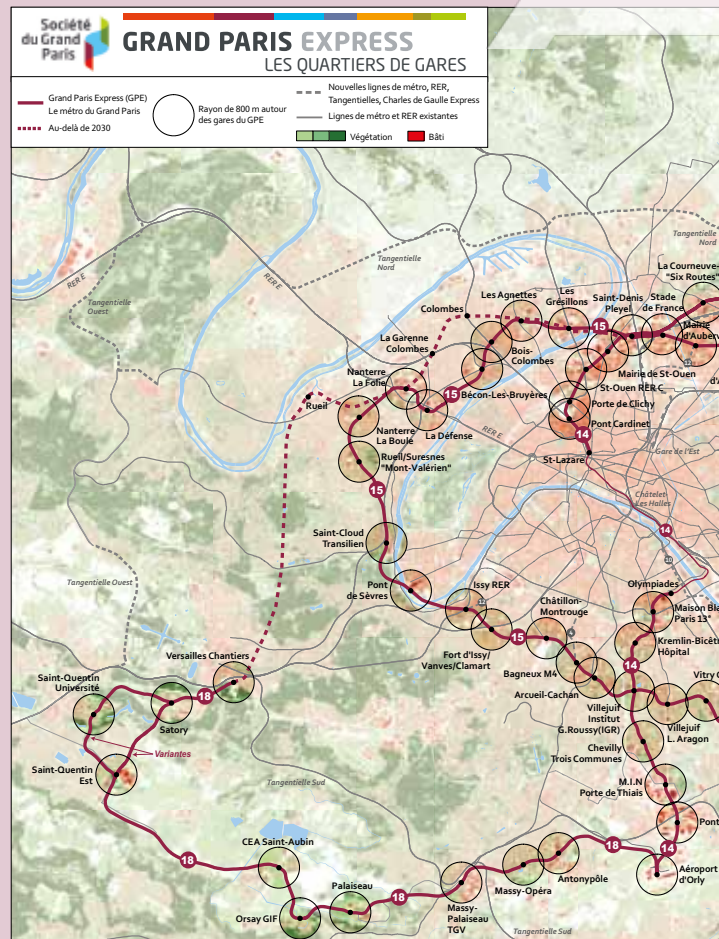 Société
du Grand
Paris
GRAND PARIS EXPRESS
LES QUARTIERS DE GARES
Grand Paris Express (GPE)
Le métro du Grand Paris
Au-delà de 2030
Rayon de 800 m autour
des gares du GPE
Nouvelles lignes de métro, RER,
Tangentielles, Charles de Gaulle Express
Lignes de métro et RER existantes
Végétation
Bâti
Tangentielle
Nord
Tangentielle
Nord
RER E
RER E
Tangentielle
Ouest
La Courneuve-
"Six Routes"
Les Agnettes
Les
Grésillons
Saint-Denis
Pleyel
Stade
de France
Colombes
15
Mairie
d'Auberv
La Garenne
Colombes
Bois-
Colombes
Mairie de St-Ouen
12
Nanterre
La Folie
15
Bécon-Les-Bruyères
St-Ouen RER C
d'A
Rueil
Porte de Clichy
Nanterre
La Boule
La Défense
RER E
Pont Cardinet
14
Rueil/Suresnes
"Mont-Valérien"
St-Lazare
Gare de l'Est
15
Châtelet-
Les Halles
14
Saint-Cloud
Transilien
Tangentielle Ouest
Pont
de Sèvres
Issy RER
12
Olympiades
10
Châtillon-
Montrouge
Maison Bla
Paris 13e
15
4
Kremlin-Bicêtr
Hôpital
Versailles Chantiers
Fort d'Issy/
Vanves/Clamart
Bagneux M4
14
Vitry C
Saint-Quentin
Université
18
Arcueil-Cachan
Satory
Villejuif
Institut
G.Roussy(IGR)
Villejuif
L. Aragon
Variantes
Chevilly
Trois Communes
Saint-Quentin
Est
Tangentielle Sud
M.I.N
Porte de Thiais
Pont
CEA Saint-Aubin
18
18
14
Palaiseau
Antonypôle
Massy-Opéra
Aéroport
d'Orly
18
Orsay GIF
Massy-
Palaiseau
TGV
Tangentielle Sud